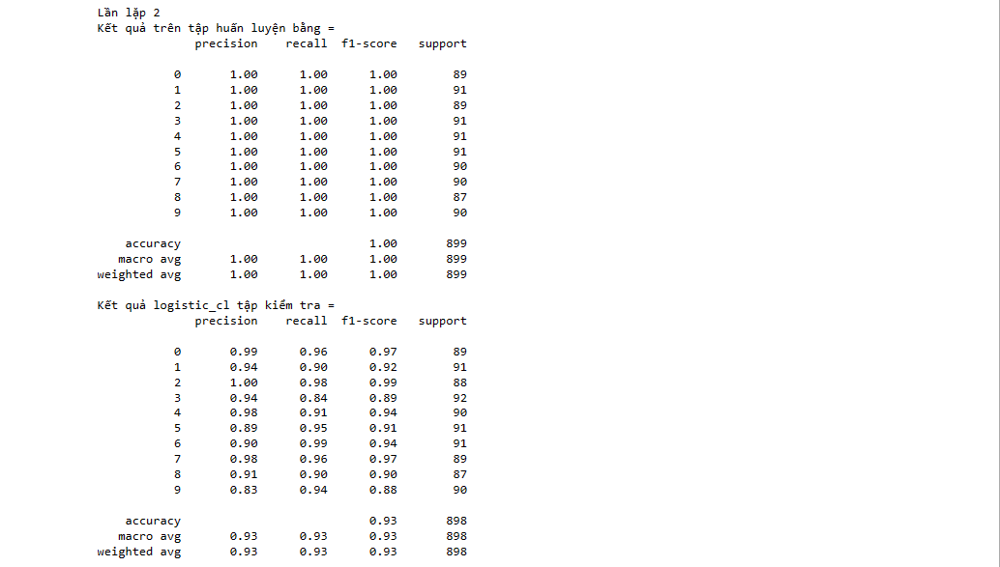 Lần lặp 2
Kết quả trên tập huấn luyện bằng =
precision recall f1-score support
0 1.00 1.00 1.00 89
1 1.00 1.00 1.00 91
2 1.00 1.00 1.00 89
3 1.00 1.00 1.00 91
4 1.00 1.00 1.00 91
5 1.00 1.00 1.00 91
6 1.00 1.00 1.00 90
7 1.00 1.00 1.00 90
8 1.00 1.00 1.00 87
9 1.00 1.00 1.00 90
accuracy 1.00 899
macro avg 1.00 1.00 1.00 899
weighted avg 1.00 1.00 1.00 899
Kết quả logistic_cl tập kiểm tra =
precision recall f1-score support
0 0.99 0.96 0.97 89
1 0.94 0.90 0.92 91
2 1.00 0.98 0.99 88
3 0.94 0.84 0.89 92
4 0.98 0.91 0.94 90
5 0.89 0.95 0.91 91
6 0.90 0.99 0.94 91
7 0.98 0.96 0.97 89
8 0.91 0.90 0.90 87
9 0.83 0.94 0.88 90
accuracy 0.93 898
macro avg 0.93 0.93 0.93 898
weighted avg 0.93 0.93 0.93 898